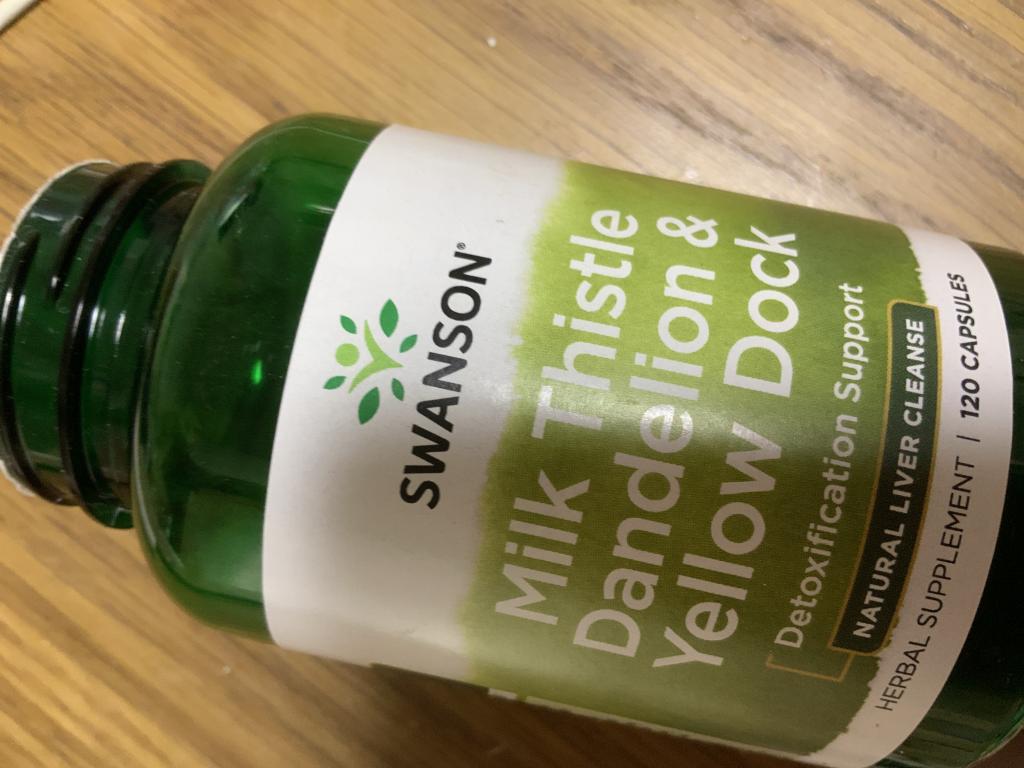 SWANSON®
Milk Thistle
Dandelion &
Yellow Dock
Detoxification Support
NATURAL LIVER CLEANSE
HERBAL SUPPLEMENT | 120 CAPSULES